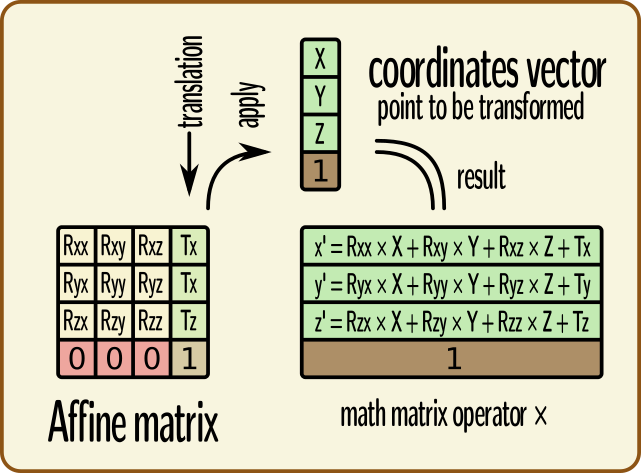 translation
apply
X
Y
Z
1
coordinates vector
point to be transformed
result
Rxx Rxy Rxz Tx
Ryx Ryy Ryz Tx
Rzx Rzy Rzz Tz
0 0 0 1
Affine matrix
x' = Rxx × X + Rxy × Y + Rxz × Z + Tx
y' = Ryx × X + Ryy × Y + Ryz × Z + Ty
z' = Rzx × X + Rzy × Y + Rzz × Z + Tz
1
math matrix operator ×